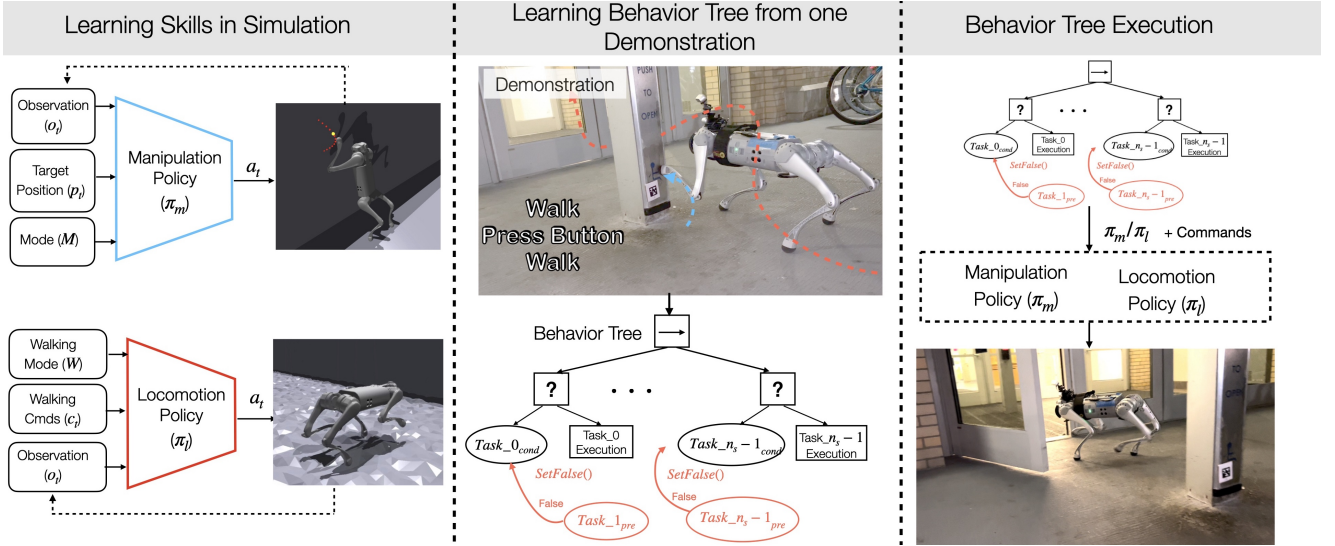 Learning Skills in Simulation
Observation
(o_t)
Target
Position (p_t)
Mode (M)
Manipulation
Policy
(π_m)
a_t
Walking
Mode (W)
Walking
Cmds (c_t)
Observation
(o_t)
Locomotion
Policy
(π_l)
a_t
Learning Behavior Tree from one
Demonstration
Demonstration
PUSH
TO
OPEN
Walk
Press Button
Walk
Behavior Tree
→
?
· · ·
?
Task_0_cond
Task_0
Execution
Task_n_s − 1_cond
Task_n_s − 1
Execution
SetFalse()
SetFalse()
False
False
Task_1_pre
Task_n_s − 1_pre
Behavior Tree Execution
→
?
· · ·
?
Task_0_cond
Task_0
Execution
Task_n_s − 1_cond
Task_n_s − 1
Execution
SetFalse()
SetFalse()
False
False
Task_1_pre
Task_n_s − 1_pre
π_m/π_l + Commands
Manipulation
Policy (π_m)
Locomotion
Policy (π_l)
TO
OPEN